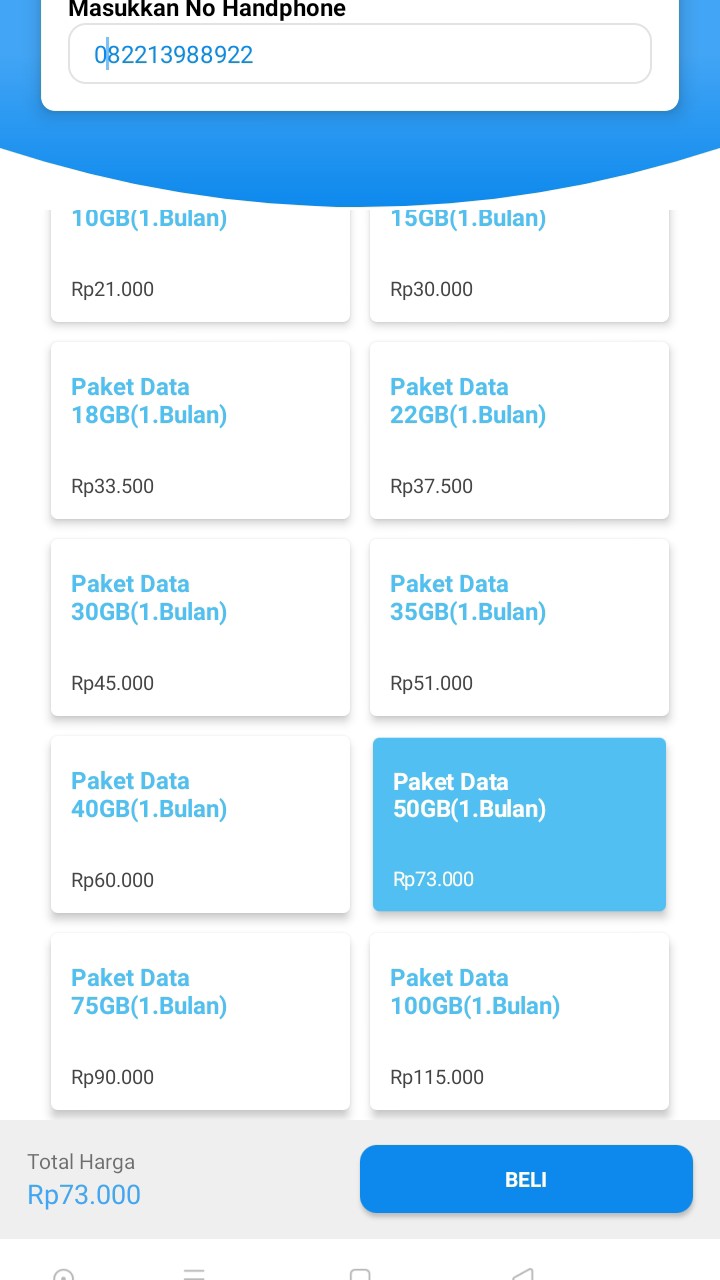 Masukkan No Handphone
082213988922
10GB(1.Bulan)
Rp21.000
15GB(1.Bulan)
Rp30.000
Paket Data
18GB(1.Bulan)
Rp33.500
Paket Data
22GB(1.Bulan)
Rp37.500
Paket Data
30GB(1.Bulan)
Rp45.000
Paket Data
35GB(1.Bulan)
Rp51.000
Paket Data
40GB(1.Bulan)
Rp60.000
Paket Data
50GB(1.Bulan)
Rp73.000
Paket Data
75GB(1.Bulan)
Rp90.000
Paket Data
100GB(1.Bulan)
Rp115.000
Total Harga
Rp73.000
BELI